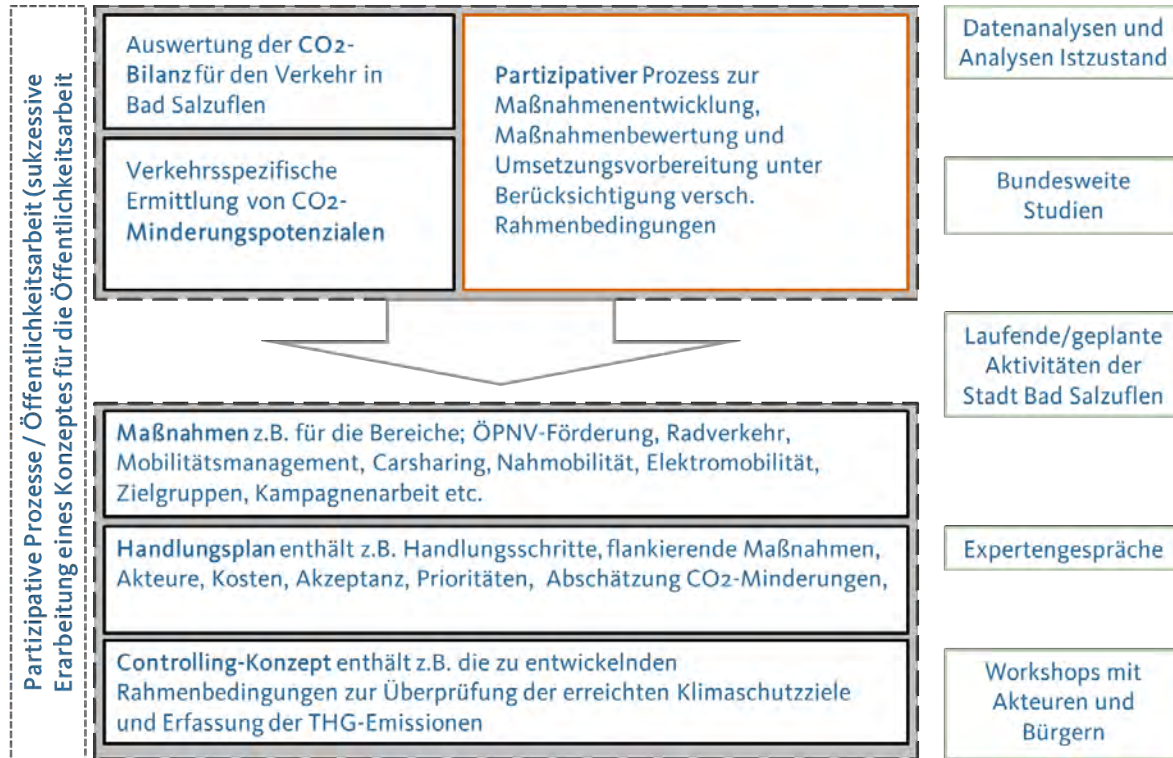 Partizipative Prozesse / Öffentlichkeitsarbeit (sukzessive
Erarbeitung eines Konzeptes für die Öffentlichkeitsarbeit
Auswertung der CO2-
Bilanz für den Verkehr in
Bad Salzuflen
Verkehrsspezifische
Ermittlung von CO2-
Minderungspotenzialen
Partizipativer Prozess zur
Maßnahmenentwicklung,
Maßnahmenbewertung und
Umsetzungsvorbereitung unter
Berücksichtigung versch.
Rahmenbedingungen
Maßnahmen z.B. für die Bereiche; ÖPNV-Förderung, Radverkehr,
Mobilitätsmanagement, Carsharing, Nahmobilität, Elektromobilität,
Zielgruppen, Kampagnenarbeit etc.
Handlungsplan enthält z.B. Handlungsschritte, flankierende Maßnahmen,
Akteure, Kosten, Akzeptanz, Prioritäten, Abschätzung CO2-Minderungen,
Controlling-Konzept enthält z.B. die zu entwickelnden
Rahmenbedingungen zur Überprüfung der erreichten Klimaschutzziele
und Erfassung der THG-Emissionen
Datenanalysen und
Analysen Istzustand
Bundesweite
Studien
Laufende/geplante
Aktivitäten der
Stadt Bad Salzuflen
Expertengespräche
Workshops mit
Akteuren und
Bürgern